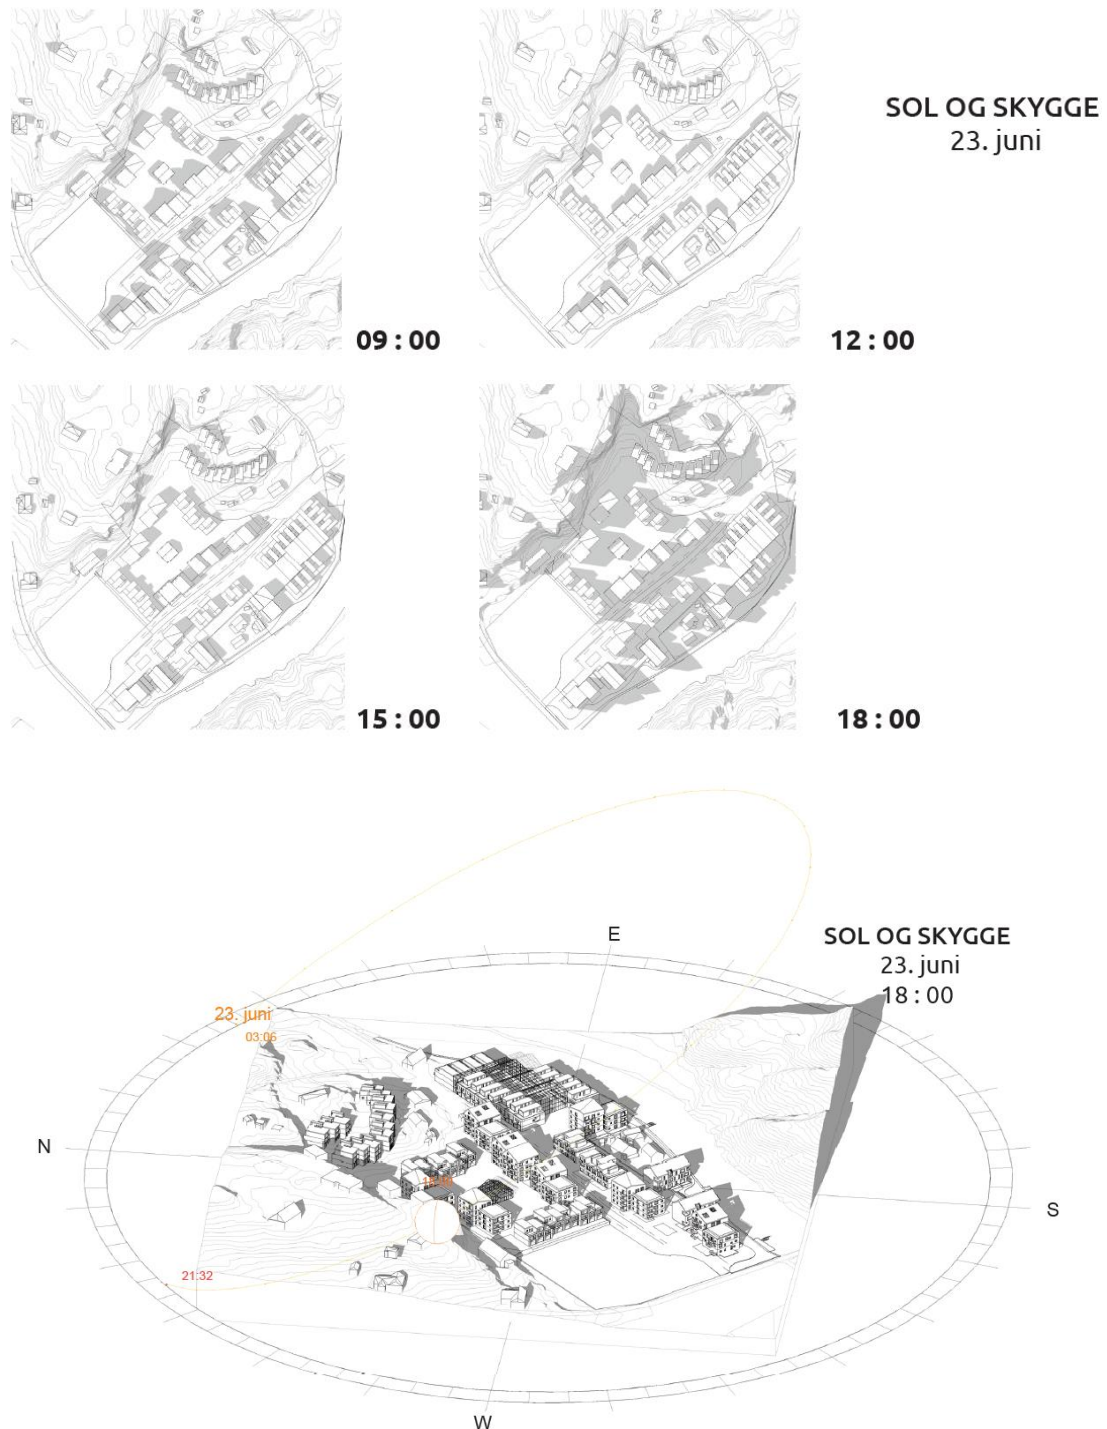 SOL OG SKYGGE
23. juni
09 : 00
12 : 00
15 : 00
18 : 00
E
SOL OG SKYGGE
23. juni
18 : 00
23. juni
03:06
N
S
21:32
W